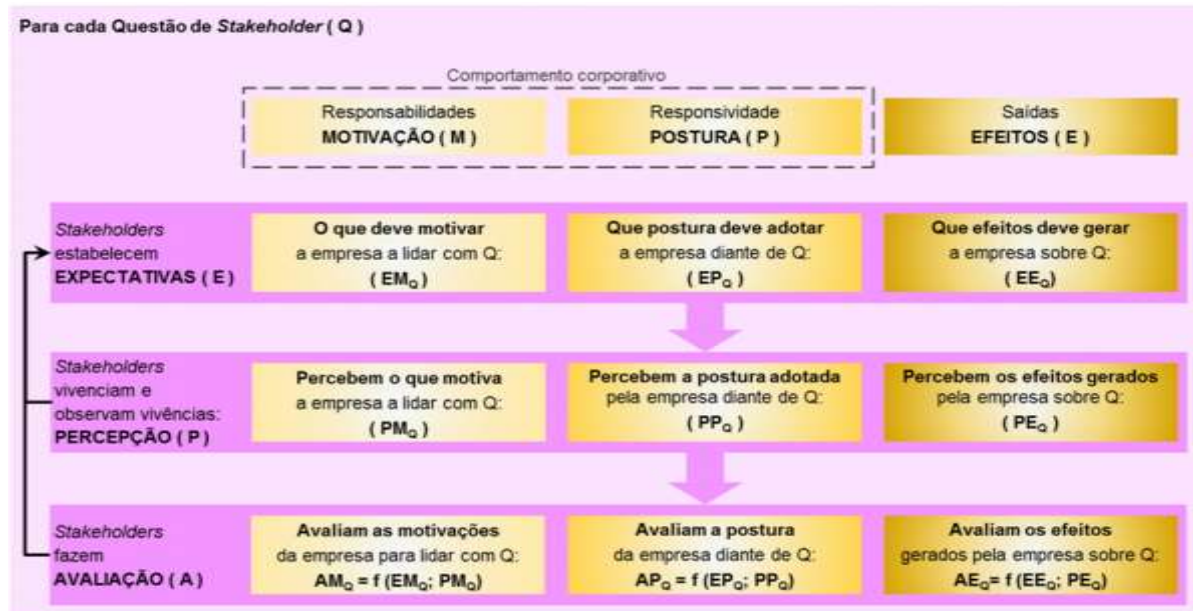 Para cada Questão de Stakeholder ( Q )
Comportamento corporativo
Responsabilidades
MOTIVAÇÃO ( M )
Responsividade
POSTURA ( P )
Saídas
EFEITOS ( E )
Stakeholders
estabelecem
EXPECTATIVAS ( E )
O que deve motivar
a empresa a lidar com Q:
( EMQ )
Que postura deve adotar
a empresa diante de Q:
( EPQ )
Que efeitos deve gerar
a empresa sobre Q:
( EEQ)
Stakeholders
vivenciam e
observam vivências:
PERCEPÇÃO ( P )
Percebem o que motiva
a empresa a lidar com Q:
( PMQ )
Percebem a postura adotada
pela empresa diante de Q:
( PPQ )
Percebem os efeitos gerados
pela empresa sobre Q:
( PEQ )
Stakeholders
fazem
AVALIAÇÃO ( A )
Avaliam as motivações
da empresa para lidar com Q:
AMQ = f (EMQ; PMQ)
Avaliam a postura
da empresa diante de Q:
APQ = f (EPQ; PPQ)
Avaliam os efeitos
gerados pela empresa sobre Q:
AEQ= f (EEQ; PEQ)